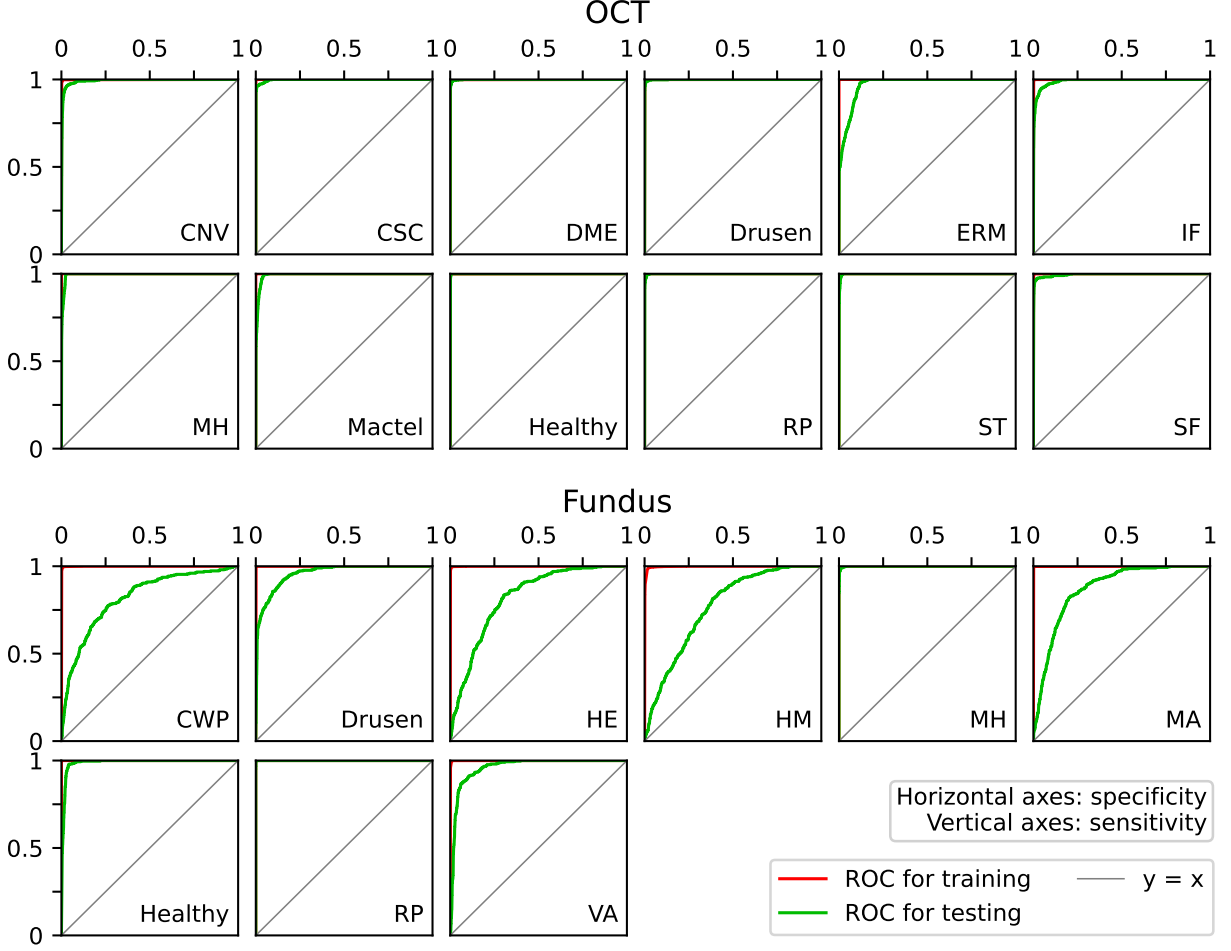 OCT
0 0.5 1 0 0.5 1 0 0.5 1 0 0.5 1 0 0.5 1 0 0.5 1
1
0.5
CNV CSC DME Drusen ERM IF
0
1
0.5
MH Mactel Healthy RP ST SF
0
Fundus
0 0.5 1 0 0.5 1 0 0.5 1 0 0.5 1 0 0.5 1 0 0.5 1
1
0.5
CWP Drusen HE HM MH MA
0
1
Horizontal axes: specificity
Vertical axes: sensitivity
0.5
ROC for training y = x
ROC for testing
Healthy RP VA
0